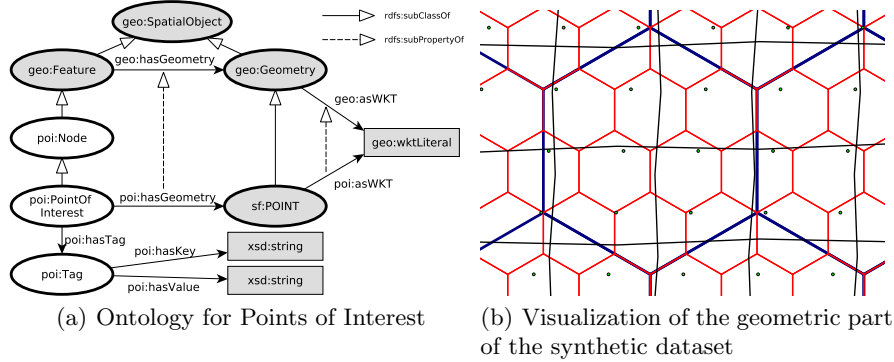 geo:SpatialObject
rdfs:subClassOf
rdfs:subPropertyOf
geo:Feature
geo:hasGeometry
geo:Geometry
geo:asWKT
poi:Node
geo:wktLiteral
poi:asWKT
poi:PointOf
Interest
poi:hasGeometry
sf:POINT
poi:hasTag
poi:hasKey
xsd:string
poi:Tag
poi:hasValue
xsd:string
(a) Ontology for Points of Interest
(b) Visualization of the geometric part
of the synthetic dataset